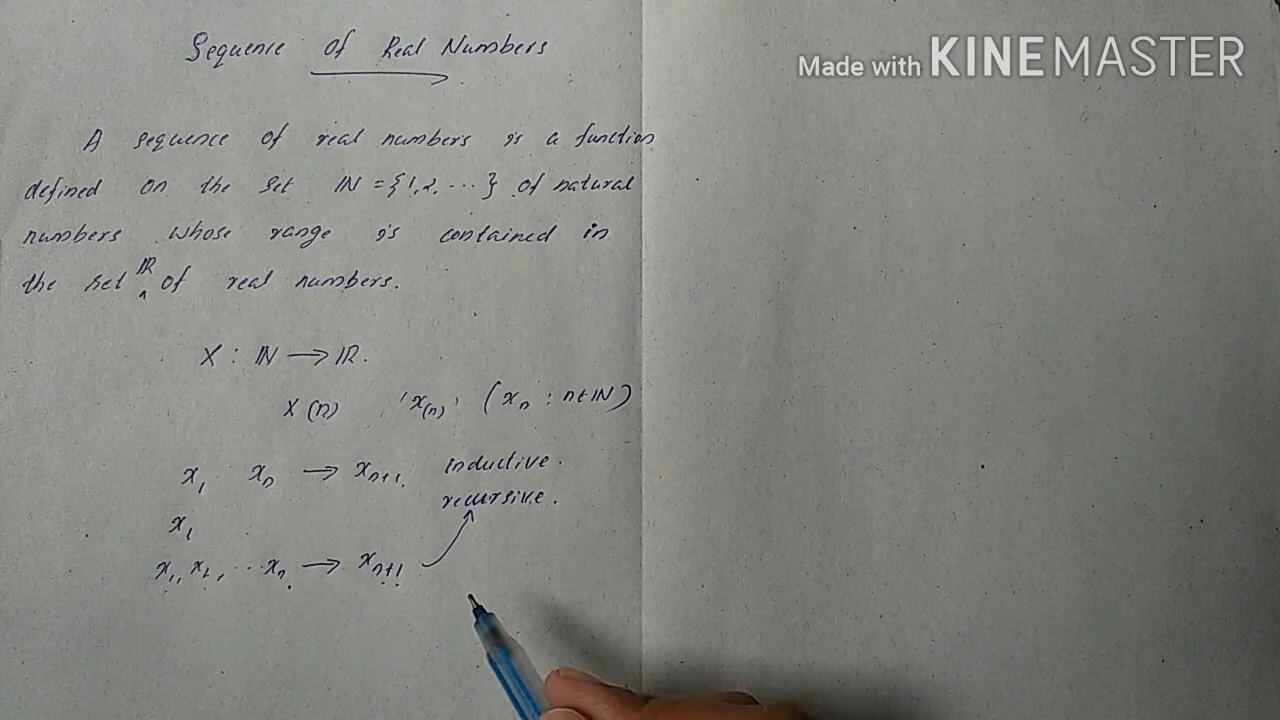 Sequence Of Real Numbers
Made with KINEMASTER
A sequence of real numbers is a function
defined on the set ℕ = {1, 2, ...} of natural
numbers whose range is contained in
the set ℝ of real numbers.
X : ℕ → ℝ.
X(n) 'x(n)' (xₙ : n ∈ ℕ)
x₁ xₙ → xₙ₊₁. inductive.
recursive.
x₁
x₁, x₂, ... xₙ → xₙ₊₁